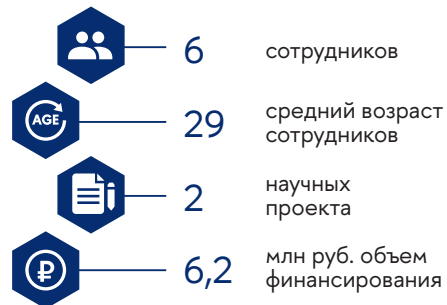 6 сотрудников
AGE 29 средний возраст
сотрудников
2 научных
проекта
₽ 6,2 млн руб. объем
финансирования